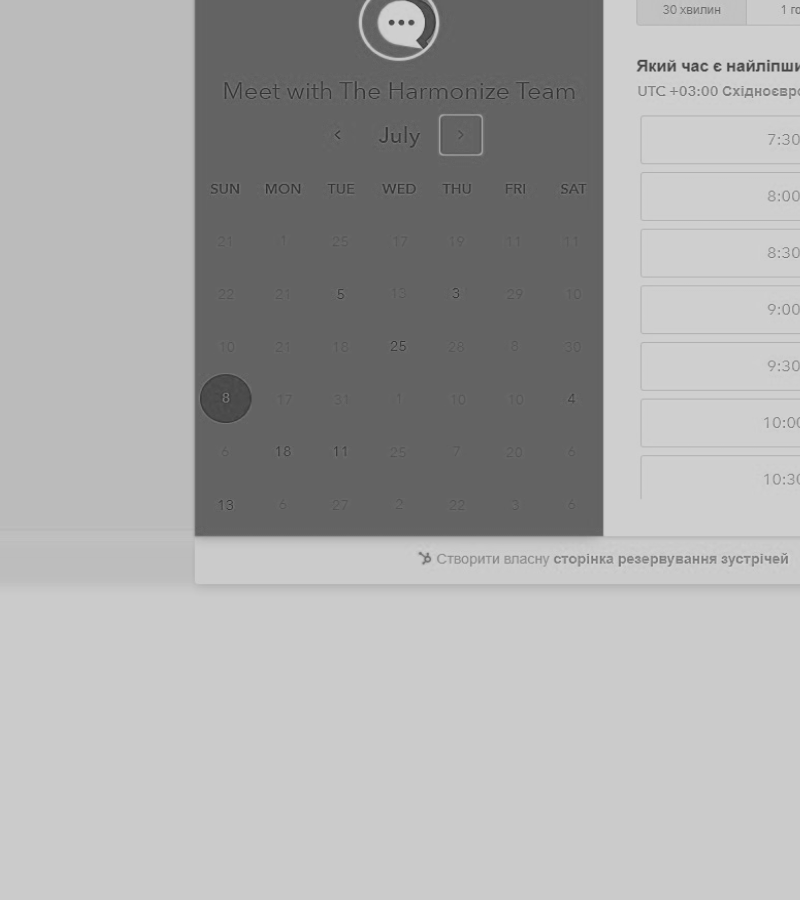 30 хвилин 1 го
Meet with The Harmonize Team
Який час є найліпши
UTC +03:00 Східноєвро
July
SUN MON TUE WED THU FRI SAT
21 1 25 17 19 11 11
22 21 5 13 3 29 10
10 21 16 25 26 8 30
8 17 31 1 10 10 4
6 18 11 25 7 20 6
13 6 27 2 22 3 6
7:30
8:00
8:30
9:00
9:30
10:00
10:30
Створити власну сторінка резервування зустрічей